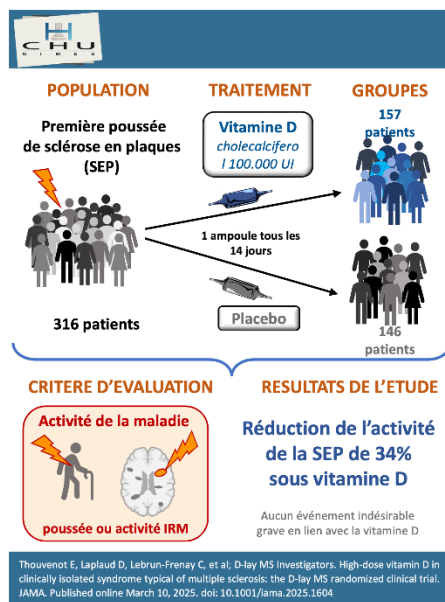 CHU
NIMES
POPULATION
TRAITEMENT
GROUPES
Première poussée
de sclérose en plaques
(SEP)
316 patients
Vitamine D
cholecalcifero
l 100.000 UI
1 ampoule tous les
14 jours
Placebo
157
patients
146
patients
CRITERE D’EVALUATION
Activité de la maladie
poussée ou activité IRM
RESULTATS DE L’ETUDE
Réduction de l’activité
de la SEP de 34%
sous vitamine D
Aucun événement indésirable
grave en lien avec la vitamine D
Thouvenot E, Laplaud D, Lebrun-Frenay C, et al; D-lay MS Investigators. High-dose vitamin D in
clinically isolated syndrome typical of multiple sclerosis: the D-lay MS randomized clinical trial.
JAMA. Published online March 10, 2025. doi: 10.1001/jama.2025.1604